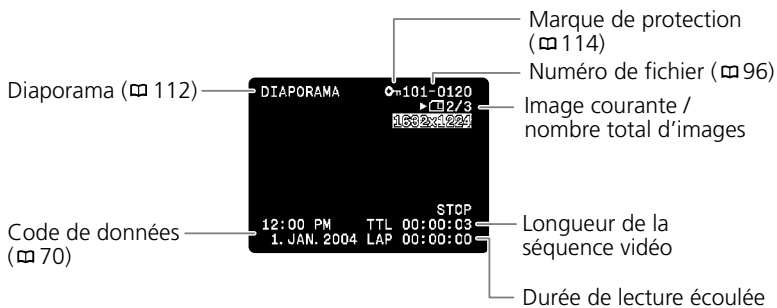 Marque de protection
(114)
Numéro de fichier (96)
Diaporama (112)
DIAPORAMA 101-0120
2/3
1632x1224
Image courante /
nombre total d'images
STOP
12:00 PM TTL 00:00:03
1. JAN. 2004 LAP 00:00:00
Code de données
(70)
Longueur de la
séquence vidéo
Durée de lecture écoulée